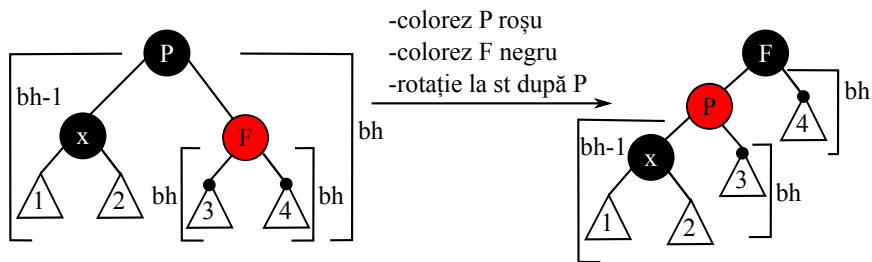 P
-colorez P roșu
-colorez F negru
-rotație la st după P
bh-1
x
F
bh
bh
bh
1
2
3
4
F
P
4
bh
bh-1
x
3
bh
1
2